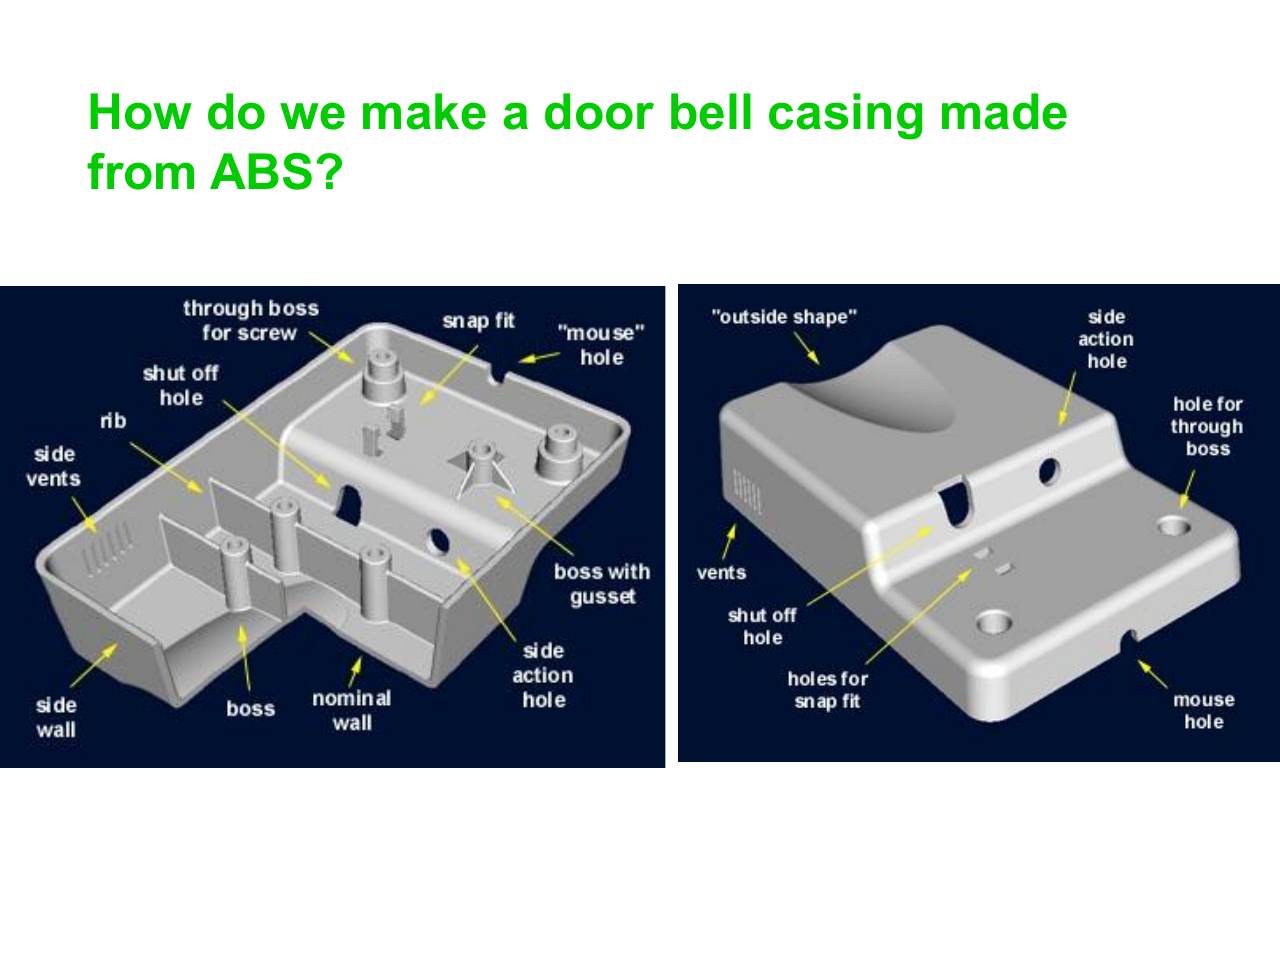 How do we make a door bell casing made
from ABS?
through boss
for screw
snap fit
"mouse"
hole
shut off
hole
rib
side
vents
boss with
gusset
side
action
hole
side
wall
boss
nominal
wall
"outside shape"
side
action
hole
hole for
through
boss
vents
shut off
hole
holes for
snap fit
mouse
hole